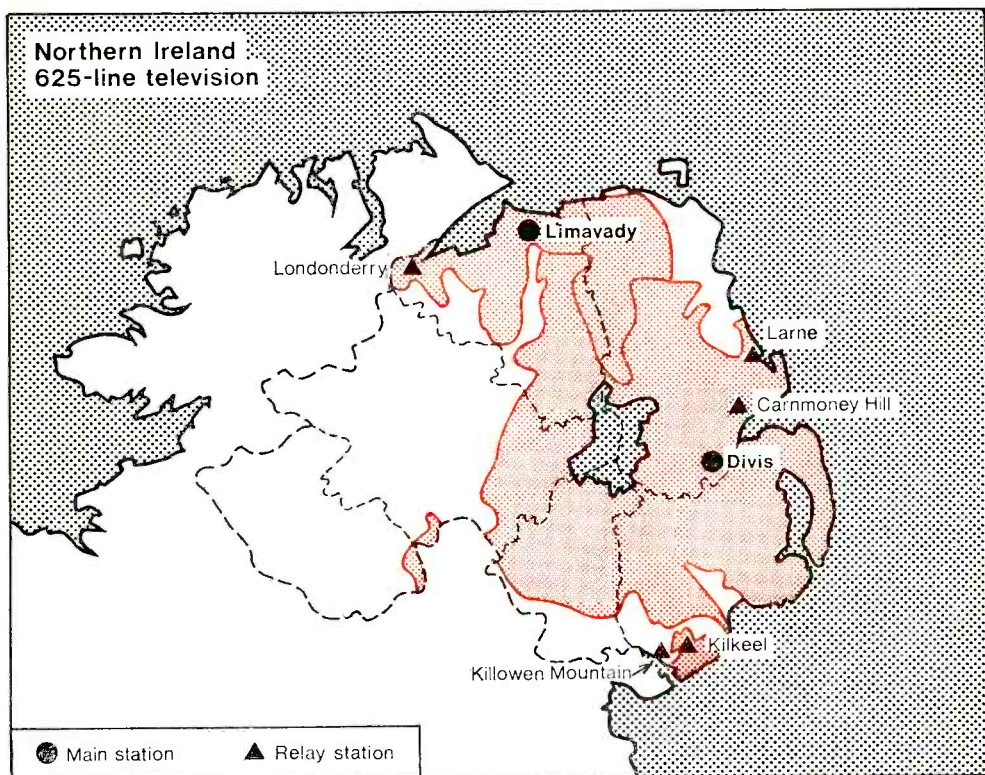 Northern Ireland
625-line television
Limavady
Londonderry
Larne
Carnmoney Hill
Divis
Kilkeel
Killowen Mountain
Main station
Relay station